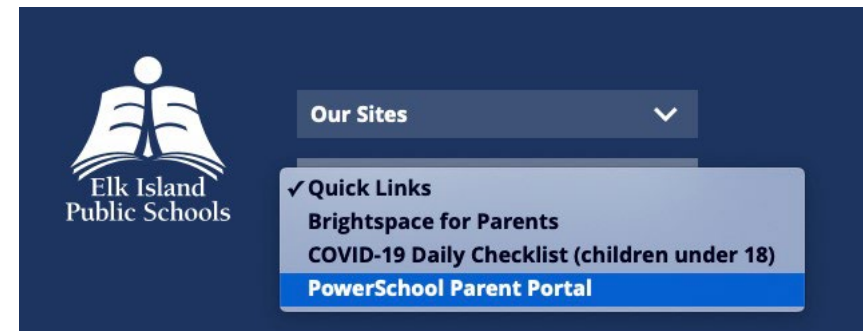 Our Sites
Elk Island
Public Schools
✓ Quick Links
Brightspace for Parents
COVID-19 Daily Checklist (children under 18)
PowerSchool Parent Portal